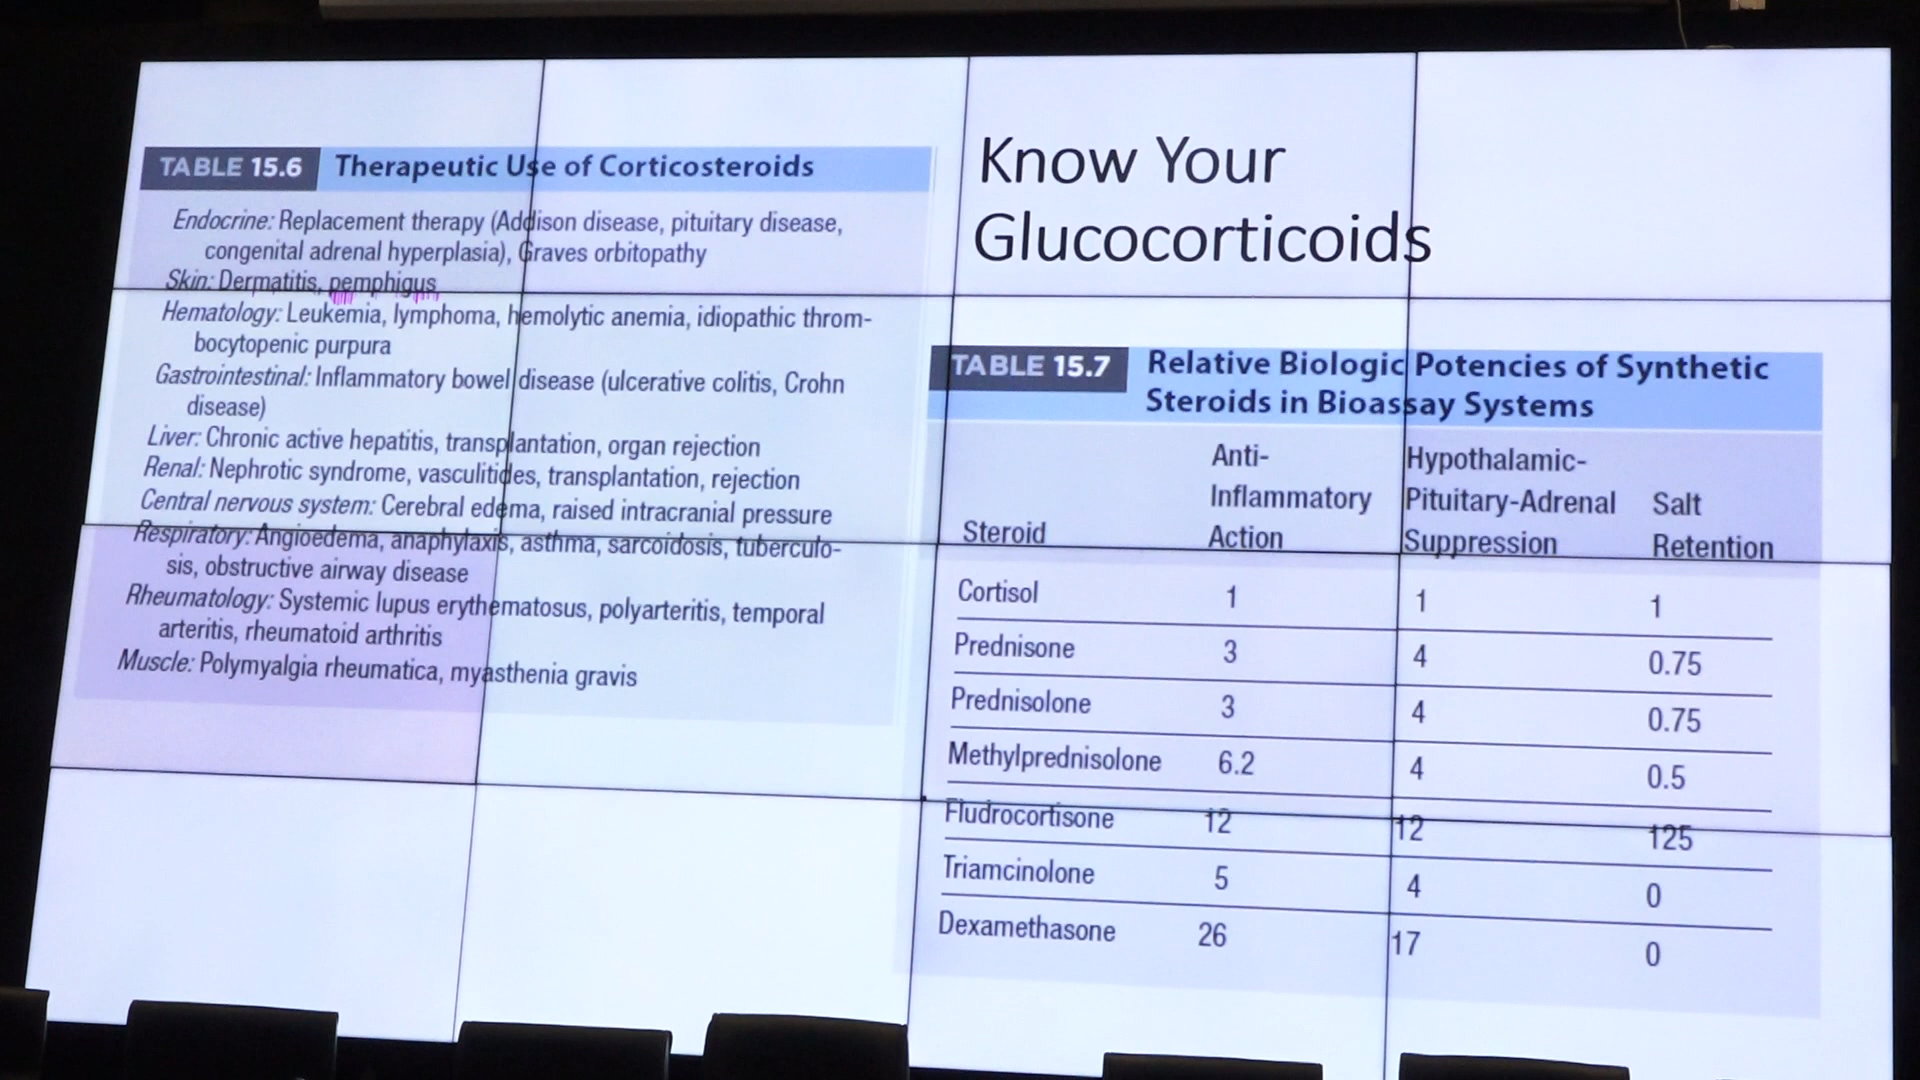 TABLE 15.6 Therapeutic Use of Corticosteroids
Endocrine: Replacement therapy (Addison disease, pituitary disease,
congenital adrenal hyperplasia), Graves orbitopathy
Skin: Dermatitis, pemphigus
Hematology: Leukemia, lymphoma, hemolytic anemia, idiopathic throm-
bocytopenic purpura
Gastrointestinal: Inflammatory bowel disease (ulcerative colitis, Crohn
disease)
Liver: Chronic active hepatitis, transplantation, organ rejection
Renal: Nephrotic syndrome, vasculitides, transplantation, rejection
Central nervous system: Cerebral edema, raised intracranial pressure
Respiratory: Angioedema, anaphylaxis, asthma, sarcoidosis, tuberculo-
sis, obstructive airway disease
Rheumatology: Systemic lupus erythematosus, polyarteritis, temporal
arteritis, rheumatoid arthritis
Muscle: Polymyalgia rheumatica, myasthenia gravis
Know Your
Glucocorticoids
TABLE 15.7 Relative Biologic Potencies of Synthetic
Steroids in Bioassay Systems
Anti- Hypothalamic-
Inflammatory Pituitary-Adrenal Salt
Steroid Action Suppression Retention
Cortisol 1 1 1
Prednisone 3 4 0.75
Prednisolone 3 4 0.75
Methylprednisolone 6.2 4 0.5
Fludrocortisone 12 12 125
Triamcinolone 5 4 0
Dexamethasone 26 17 0